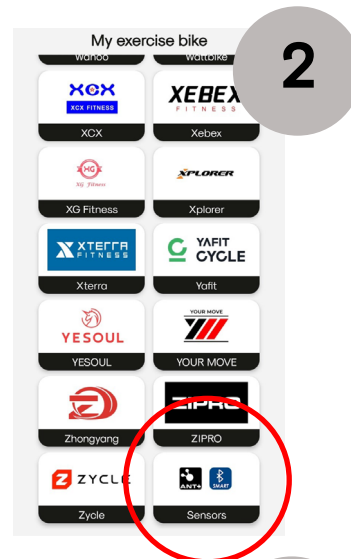 My exercise bike
2
Wahoo
Wattbike
XCX
XCX FITNESS
XCX
XEBEX
FITNESS
Xebex
XG
XG Fitness
XG Fitness
XPLORER
Xplorer
XTERRA
FITNESS
Xterra
YAFIT
CYCLE
Yafit
YESOUL
YESOUL
YOUR MOVE
YOUR MOVE
Zhongyang
ZIPRO
ZIPRO
ZYCLE
Zycle
ANT+
SMART
Sensors